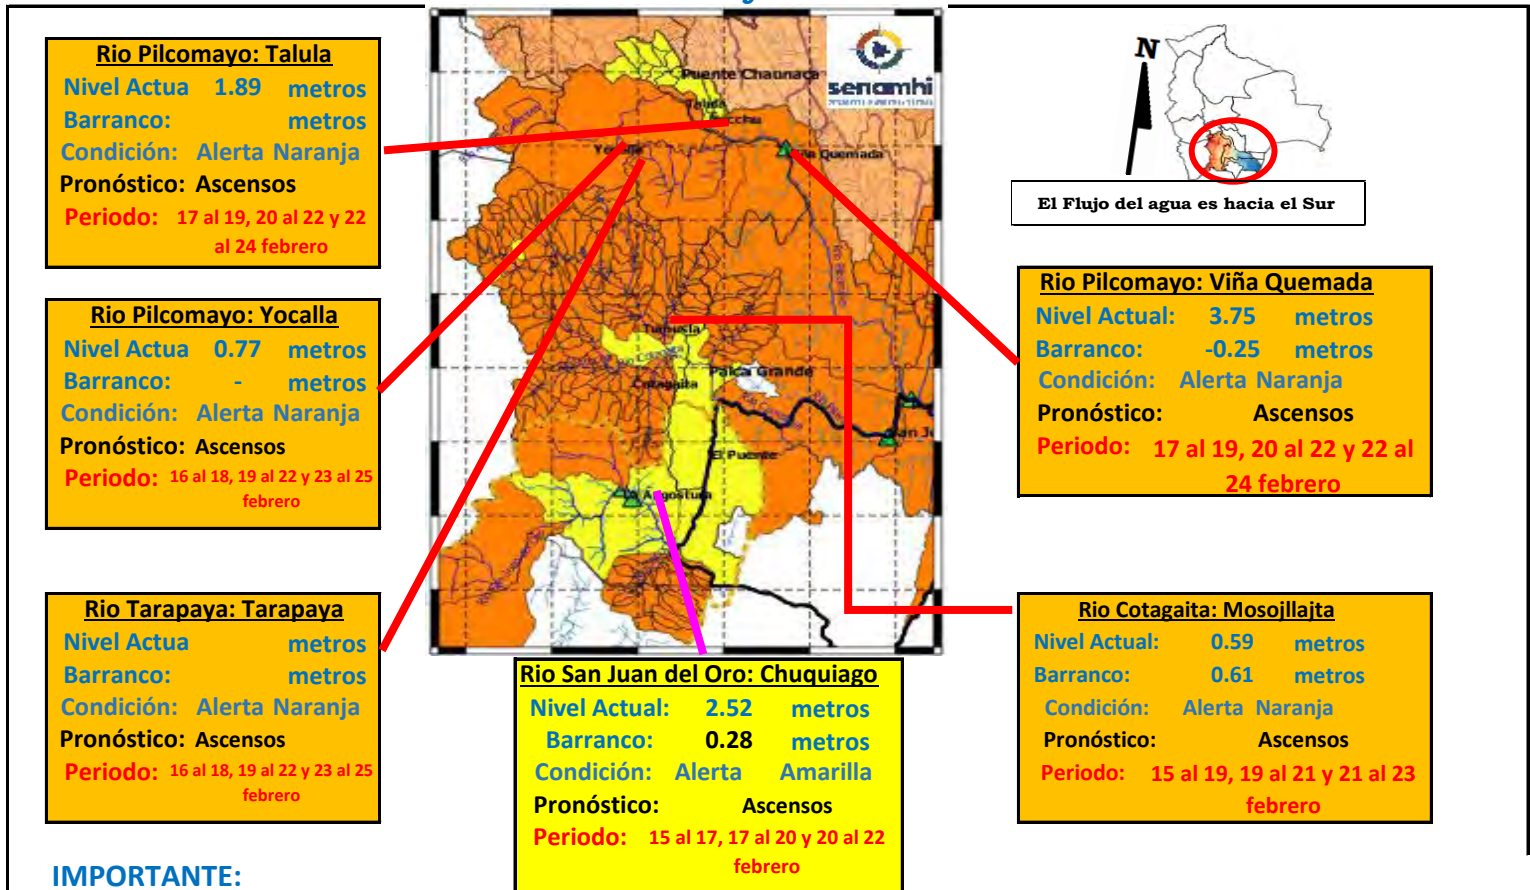 Rio Pilcomayo: Talula
Nivel Actua 1.89 metros
Barranco: metros
Condición: Alerta Naranja
Pronóstico: Ascensos
Periodo: 17 al 19, 20 al 22 y 22
al 24 febrero
Rio Pilcomayo: Yocalla
Nivel Actua 0.77 metros
Barranco: - metros
Condición: Alerta Naranja
Pronóstico: Ascensos
Periodo: 16 al 18, 19 al 22 y 23 al 25
febrero
Rio Tarapaya: Tarapaya
Nivel Actua metros
Barranco: metros
Condición: Alerta Naranja
Pronóstico: Ascensos
Periodo: 16 al 18, 19 al 22 y 23 al 25
febrero
IMPORTANTE:
senamhi
Puente Chaunaca
Talula
Quemada
Tumusla
Rio Cotagaita
Cotagaita
Palca Grande
El Puente
Angostura
Rio San Juan del Oro: Chuquiago
Nivel Actual: 2.52 metros
Barranco: 0.28 metros
Condición: Alerta Amarilla
Pronóstico: Ascensos
Periodo: 15 al 17, 17 al 20 y 20 al 22
febrero
N
El Flujo del agua es hacia el Sur
Rio Pilcomayo: Viña Quemada
Nivel Actual: 3.75 metros
Barranco: -0.25 metros
Condición: Alerta Naranja
Pronóstico: Ascensos
Periodo: 17 al 19, 20 al 22 y 22 al
24 febrero
Rio Cotagaita: Mosojllajta
Nivel Actual: 0.59 metros
Barranco: 0.61 metros
Condición: Alerta Naranja
Pronóstico: Ascensos
Periodo: 15 al 19, 19 al 21 y 21 al 23
febrero